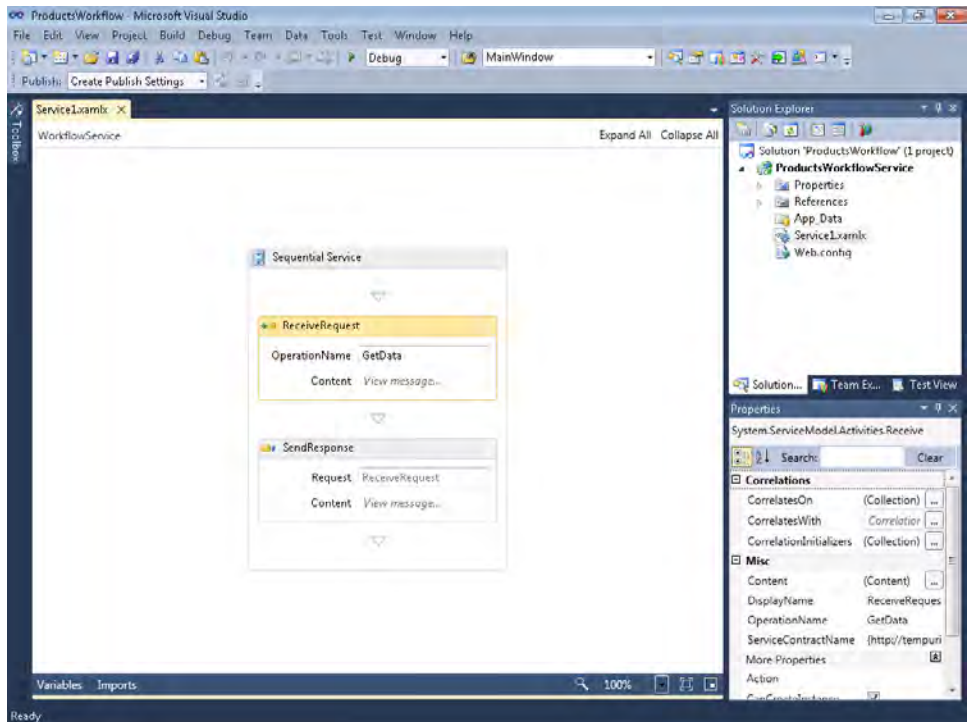 ProductsWorkflow - Microsoft Visual Studio
File Edit View Project Build Debug Team Data Tools Test Window Help
Debug MainWindow
Publish: Create Publish Settings
Toolbox
Service1.xamlx
WorkflowService Expand All Collapse All
Sequential Service
ReceiveRequest
OperationName GetData
Content View message...
SendResponse
Request ReceiveRequest
Content View message...
Variables Imports 100%
Ready
Solution Explorer
Solution 'ProductsWorkflow' (1 project)
ProductsWorkflowService
Properties
References
App_Data
Service1.xamlx
Web.config
Solution... Team Ex... Test View
Properties
System.ServiceModel.Activities.Receive
Search: Clear
Correlations
CorrelatesOn (Collection) ...
CorrelatesWith Correlation ...
CorrelationInitializers (Collection) ...
Misc
Content (Content) ...
DisplayName ReceiveReques
OperationName GetData
ServiceContractName {http://tempuri
More Properties
Action
CanCreateInstance